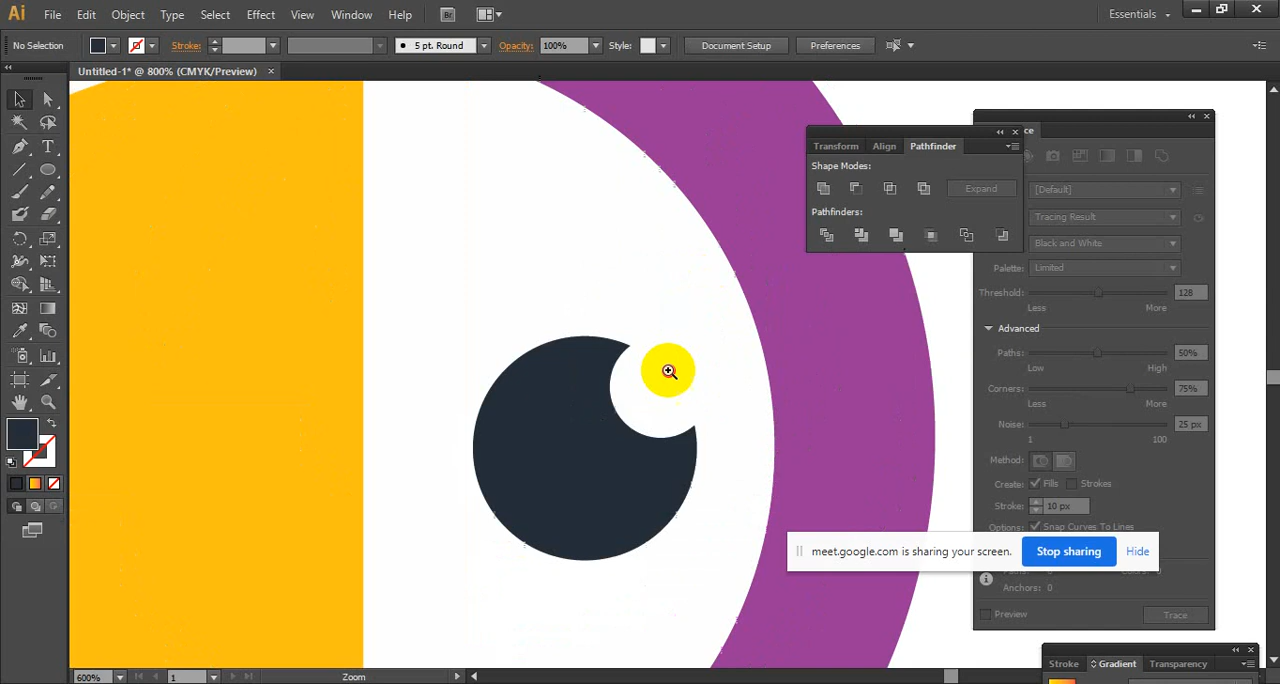 Ai File Edit Object Type Select Effect View Window Help Br Essentials
No Selection Stroke: 5 pt. Round Opacity: 100% Style: Document Setup Preferences
Untitled-1* @ 800% (CMYK/Preview) ×
Transform Align Pathfinder
Shape Modes:
Expand
Pathfinders:
[Default]
Tracing Result
Black and White
Palette: Limited
Threshold: 128
Less More
Advanced
Paths: 50%
Low High
Corners: 75%
Less More
Noise: 25 px
1 100
Method:
Create: Fills Strokes
Stroke: 10 px
Options: Snap Curves To Lines
meet.google.com is sharing your screen. Stop sharing Hide
Anchors: 0
Preview Trace
Stroke Gradient Transparency
600% 1 Zoom